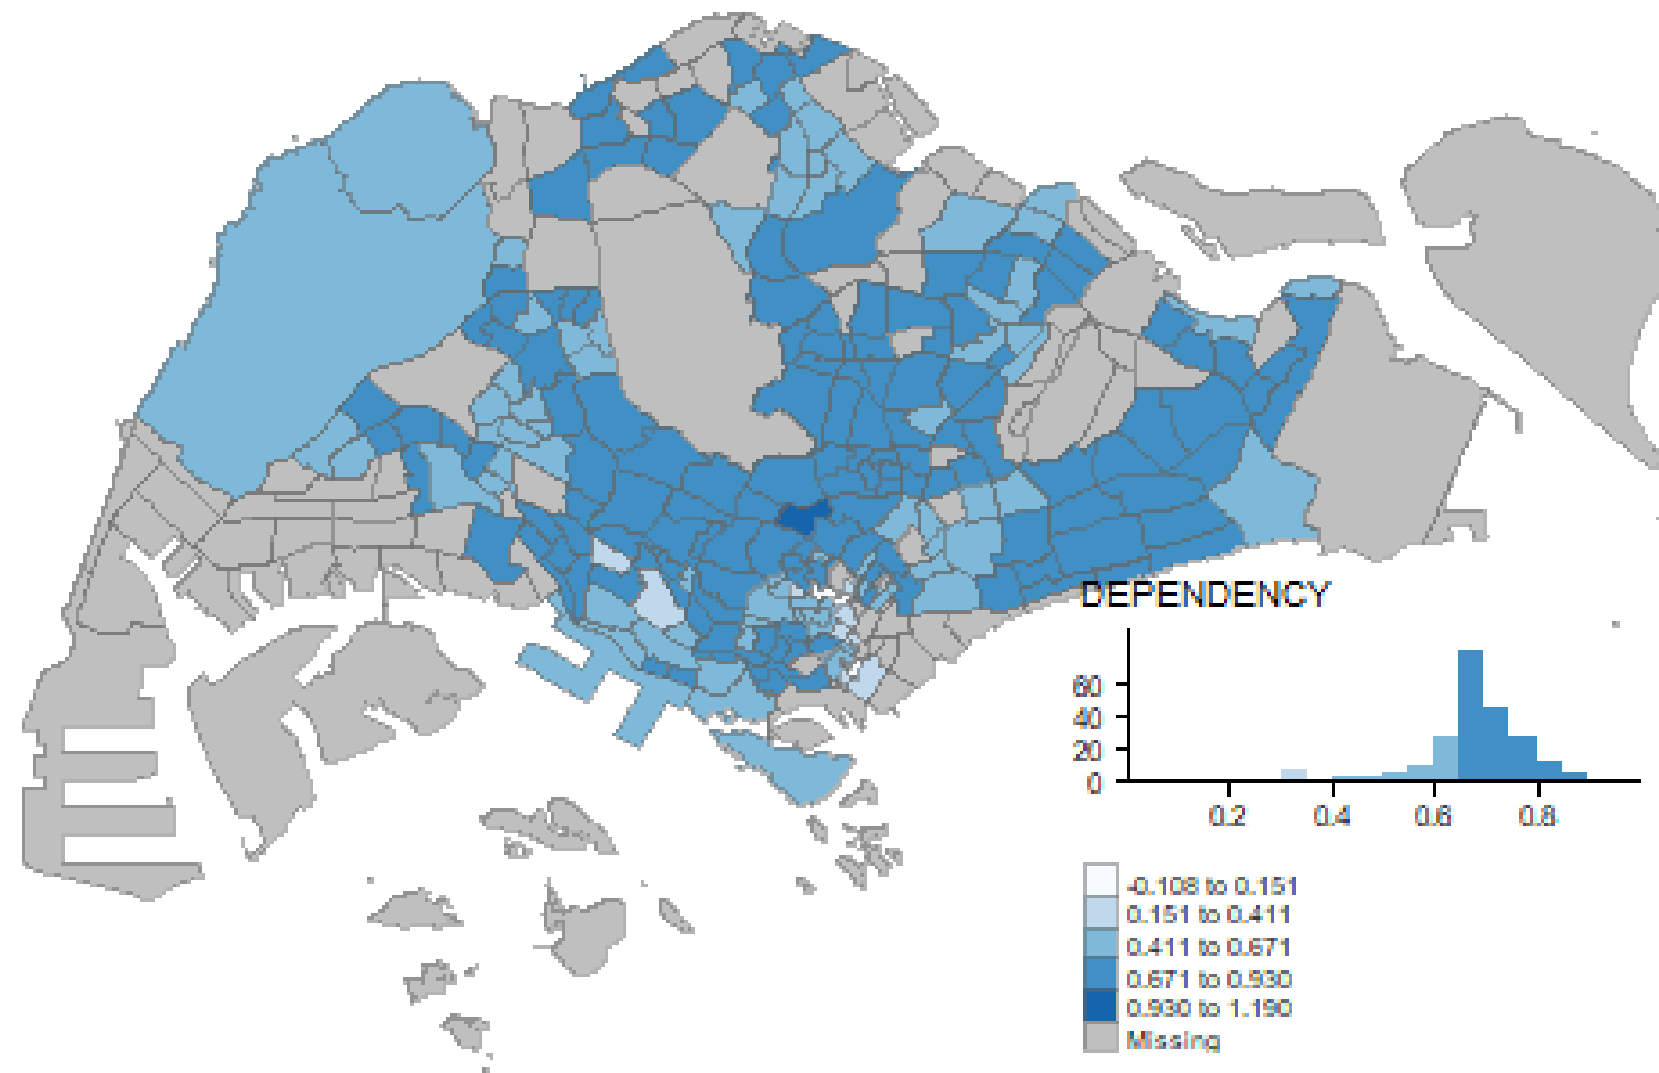 DEPENDENCY
60
40
20
0
0.2 0.4 0.6 0.8
-0.108 to 0.151
0.151 to 0.411
0.411 to 0.671
0.671 to 0.930
0.930 to 1.190
Missing